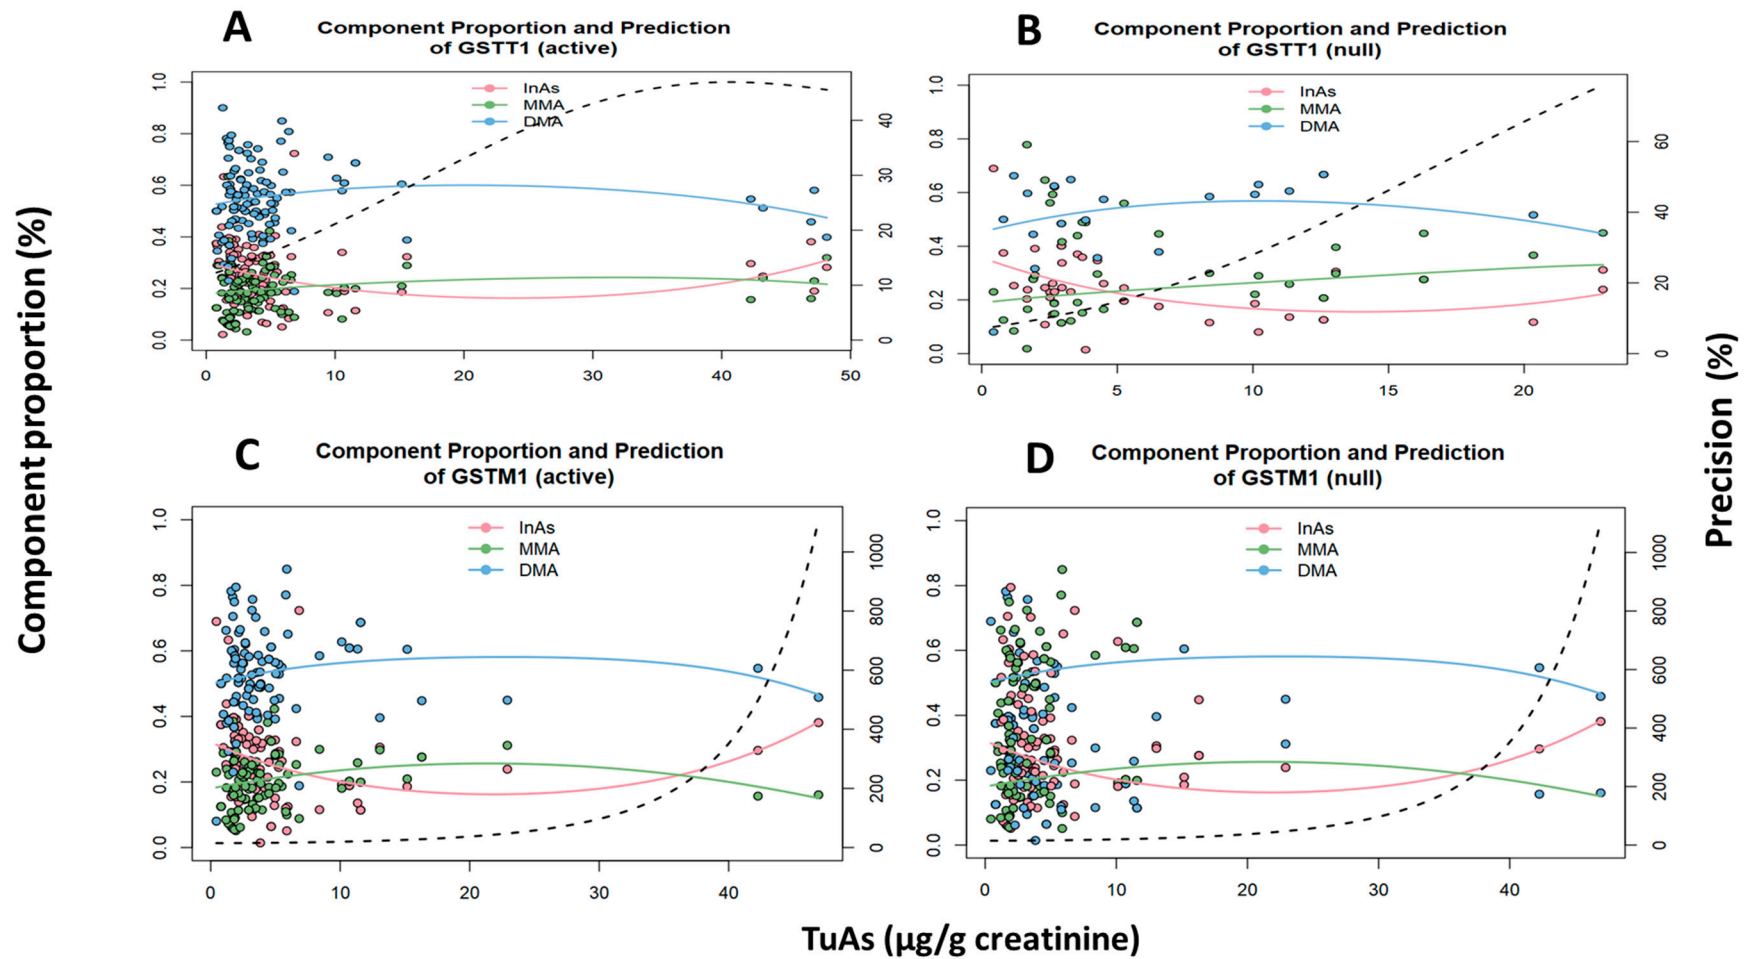 A
Component Proportion and Prediction
of GSTT1 (active)
InAs
MMA
DMA
0.0 0.2 0.4 0.6 0.8 1.0
0 10 20 30 40
0 10 20 30 40 50
B
Component Proportion and Prediction
of GSTT1 (null)
InAs
MMA
DMA
0.0 0.2 0.4 0.6 0.8 1.0
0 20 40 60
0 5 10 15 20
Component proportion (%)
Precision (%)
C
Component Proportion and Prediction
of GSTM1 (active)
InAs
MMA
DMA
0.0 0.2 0.4 0.6 0.8 1.0
0 200 400 600 800 1000
0 10 20 30 40
D
Component Proportion and Prediction
of GSTM1 (null)
InAs
MMA
DMA
0.0 0.2 0.4 0.6 0.8 1.0
0 200 400 600 800 1000
0 10 20 30 40
TuAs (µg/g creatinine)